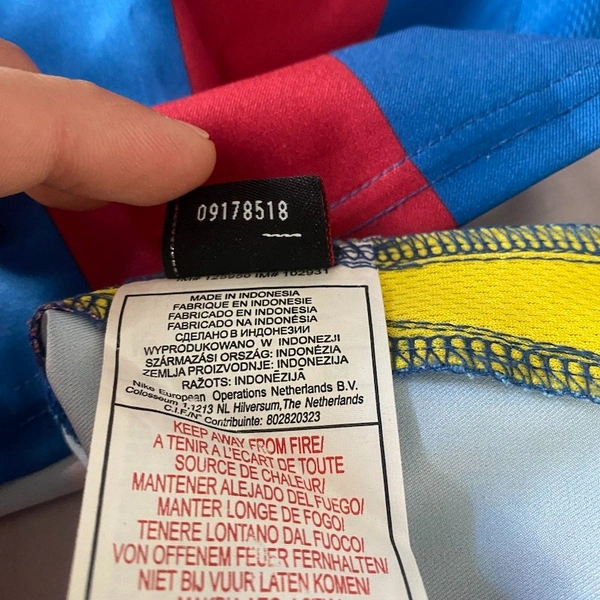 09178518
MADE IN INDONESIA
FABRIQUE EN INDONESIE
FABRICADO EN INDONESIA
FABRICADO NA INDONÉSIA
СДЕЛАНО В ИНДОНЕЗИИ
WYPRODUKOWANO W INDONEZJI
SZÁRMAZÁSI ORSZÁG: INDONÉZIA
ZEMLJA PROIZVODNJE: INDONEZIJA
RAŽOTS: INDONĒZIJĀ
Nike European Operations Netherlands B.V.
Colosseum 1,1213 NL Hilversum,The Netherlands
C.I.F./N° Contribuinte: 802820323
KEEP AWAY FROM FIRE/
A TENIR A L'ECART DE TOUTE
SOURCE DE CHALEUR/
MANTENER ALEJADO DEL FUEGO/
MANTER LONGE DE FOGO/
TENERE LONTANO DAL FUOCO/
VON OFFENEM FEUER FERNHALTEN/
NIET BIJ VUUR LATEN KOMEN/